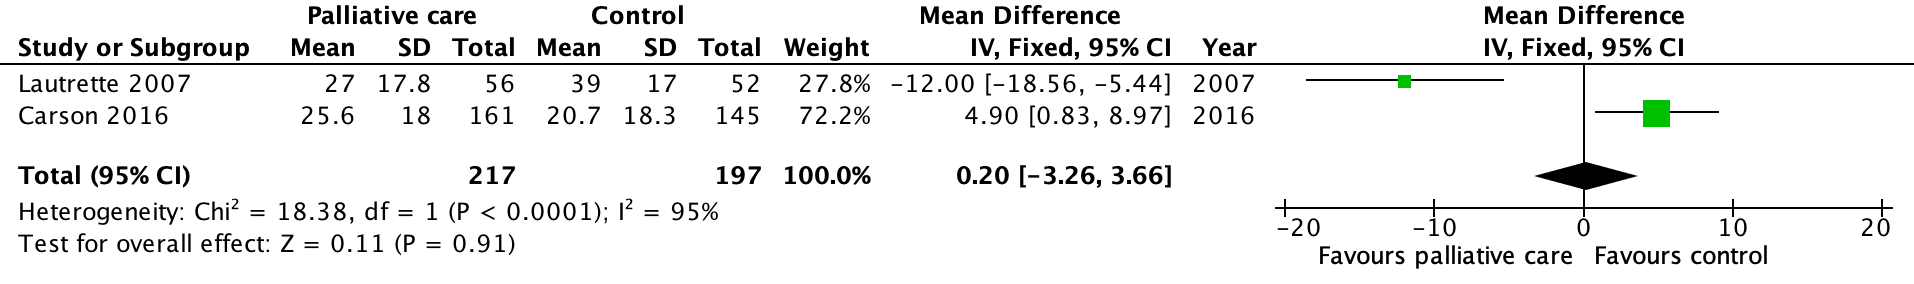 Palliative care Control Mean Difference Mean Difference
Study or Subgroup Mean SD Total Mean SD Total Weight IV, Fixed, 95% CI Year IV, Fixed, 95% CI
Lautrette 2007 27 17.8 56 39 17 52 27.8% −12.00 [−18.56, −5.44] 2007
Carson 2016 25.6 18 161 20.7 18.3 145 72.2% 4.90 [0.83, 8.97] 2016
Total (95% CI) 217 197 100.0% 0.20 [−3.26, 3.66]
Heterogeneity: Chi² = 18.38, df = 1 (P < 0.0001); I² = 95%
Test for overall effect: Z = 0.11 (P = 0.91)
−20 −10 0 10 20
Favours palliative care Favours control